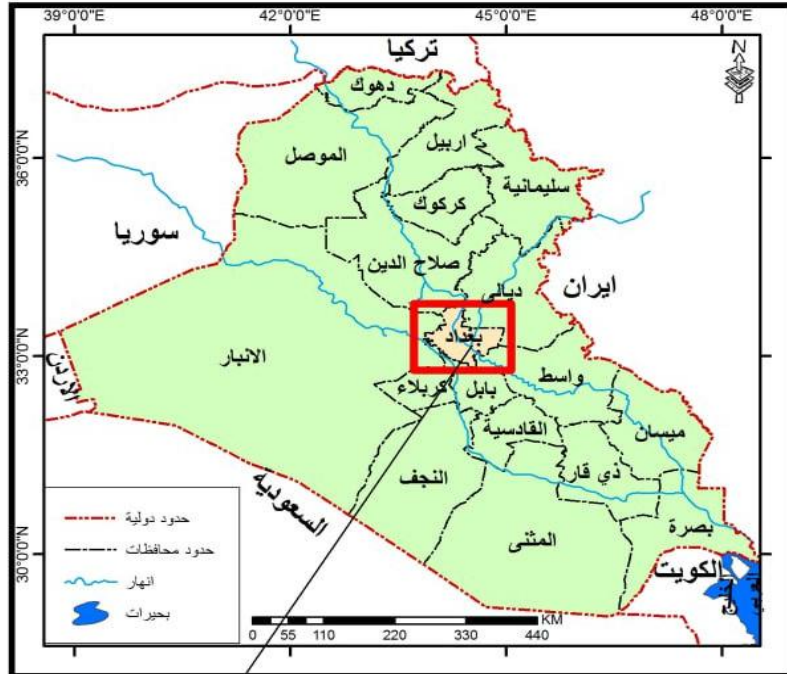 39°0'0"E 42°0'0"E 45°0'0"E 48°0'0"E
N
تركيا
دهوك
اربيل
الموصل
36°0'0"N
سليمانية
كركوك
سوريا
صلاح الدين
ايران
ديالى
بغداد
33°0'0"N
الانبار
واسط
الاردن
بابل
كربلاء
القادسية
ميسان
النجف
ذي قار
السعودية
بصرة
المثنى
30°0'0"N
الكويت
الخليج
العربي
حدود دولية
حدود محافظات
انهار
بحيرات
KM
0 55 110 220 330 440